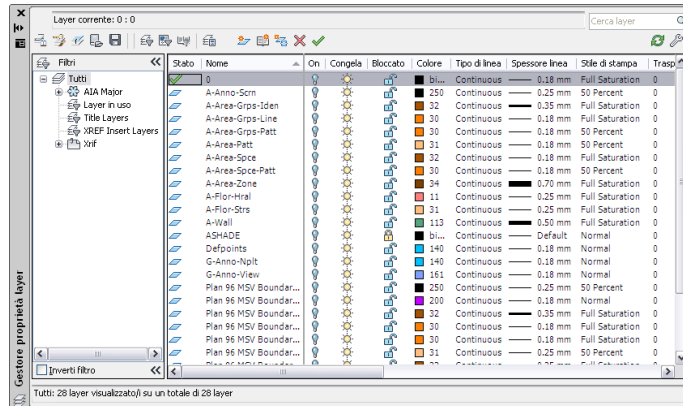 Layer corrente: 0 : 0
Cerca layer
Filtri
Tutti
AIA Major
Layer in uso
Title Layers
XREF Insert Layers
Xrif
Inverti filtro
Stato Nome On Congela Bloccato Colore Tipo di linea Spessore linea Stile di stampa Trasp
0 bi... Continuous 0.18 mm Full Saturation 0
A-Anno-Scrn 250 Continuous 0.25 mm 50 Percent 0
A-Area-Grps-Iden 32 Continuous 0.35 mm Full Saturation 0
A-Area-Grps-Line 30 Continuous 0.18 mm Full Saturation 0
A-Area-Grps-Patt 30 Continuous 0.18 mm 50 Percent 0
A-Area-Patt 31 Continuous 0.25 mm 50 Percent 0
A-Area-Spce 32 Continuous 0.18 mm Full Saturation 0
A-Area-Spce-Patt 30 Continuous 0.18 mm 50 Percent 0
A-Area-Zone 34 Continuous 0.70 mm Full Saturation 0
A-Flor-Hral 11 Continuous 0.25 mm Full Saturation 0
A-Flor-Strs 31 Continuous 0.25 mm Full Saturation 0
A-Wall 113 Continuous 0.50 mm Full Saturation 0
ASHADE bi... Continuous Default Normal 0
Defpoints 140 Continuous 0.18 mm Normal 0
G-Anno-Nplt 140 Continuous 0.18 mm Normal 0
G-Anno-View 161 Continuous 0.18 mm Normal 0
Plan 96 MSV Boundar... 250 Continuous 0.25 mm 50 Percent 0
Plan 96 MSV Boundar... 200 Continuous 0.18 mm Normal 0
Plan 96 MSV Boundar... 32 Continuous 0.35 mm Full Saturation 0
Plan 96 MSV Boundar... 30 Continuous 0.18 mm Full Saturation 0
Plan 96 MSV Boundar... 30 Continuous 0.18 mm Full Saturation 0
Plan 96 MSV Boundar... 31 Continuous 0.25 mm 50 Percent 0
Gestore proprietà layer
Tutti: 28 layer visualizzato/i su un totale di 28 layer